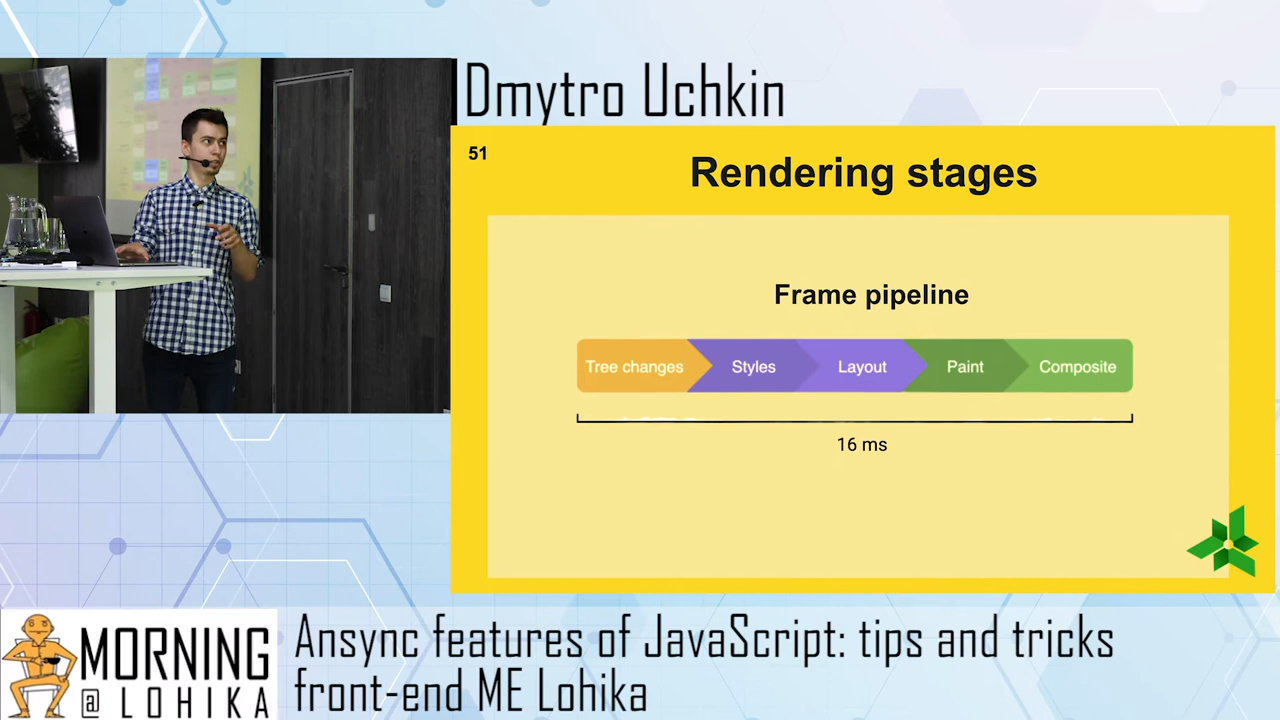 Dmytro Uchkin
51
Rendering stages
Frame pipeline
Tree changes
Styles
Layout
Paint
Composite
16 ms
MORNING
@ LOHIKA
Ansync features of JavaScript: tips and tricks
front-end ME Lohika